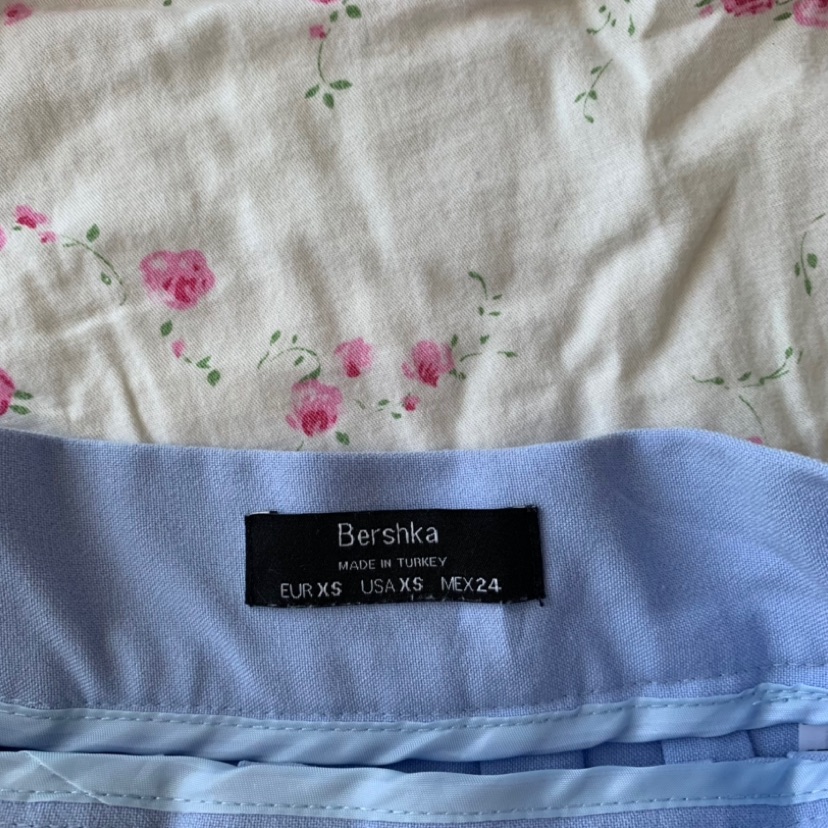 Bershka
MADE IN TURKEY
EUR XS USA XS MEX 24